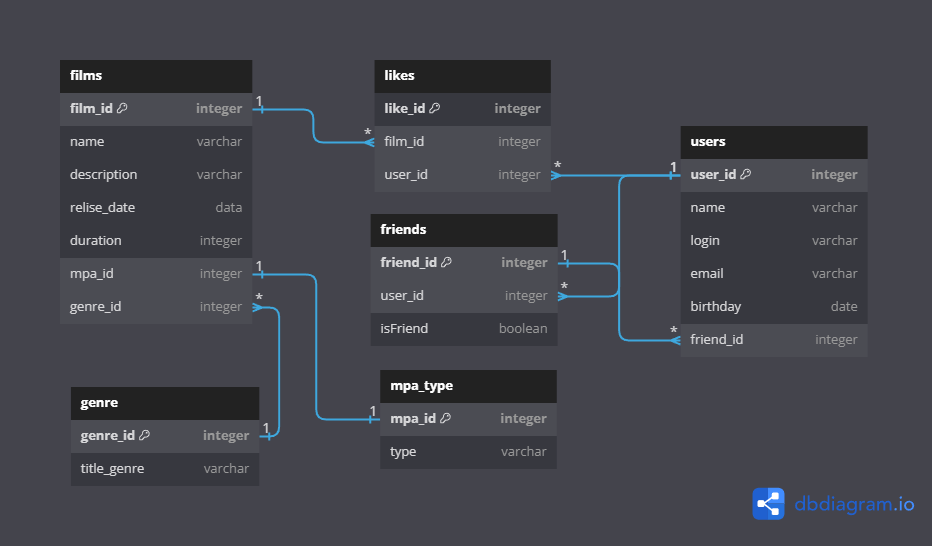 films
film_id integer
name varchar
description varchar
relise_date data
duration integer
mpa_id integer
genre_id integer
likes
like_id integer
film_id integer
user_id integer
users
user_id integer
name varchar
login varchar
email varchar
birthday date
friend_id integer
friends
friend_id integer
user_id integer
isFriend boolean
genre
genre_id integer
title_genre varchar
mpa_type
mpa_id integer
type varchar
1
*
*
1
1
*
*
1
*
1
1
dbdiagram.io